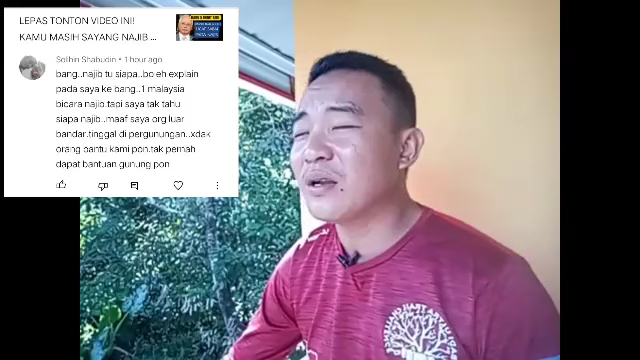 LEPAS TONTON VIDEO INI!
KAMU MASIH SAYANG NAJIB ...
Solihin Shabudin • 1 hour ago
bang..najib tu siapa..bo eh explain
pada saya ke bang..1 malaysia
bicara najib.tapi saya tak tahu
siapa najib..maaf saya org luar
bandar.tinggal di pergunungan..xdak
orang bantu kami pon.tak pernah
dapat bantuan gunung pon